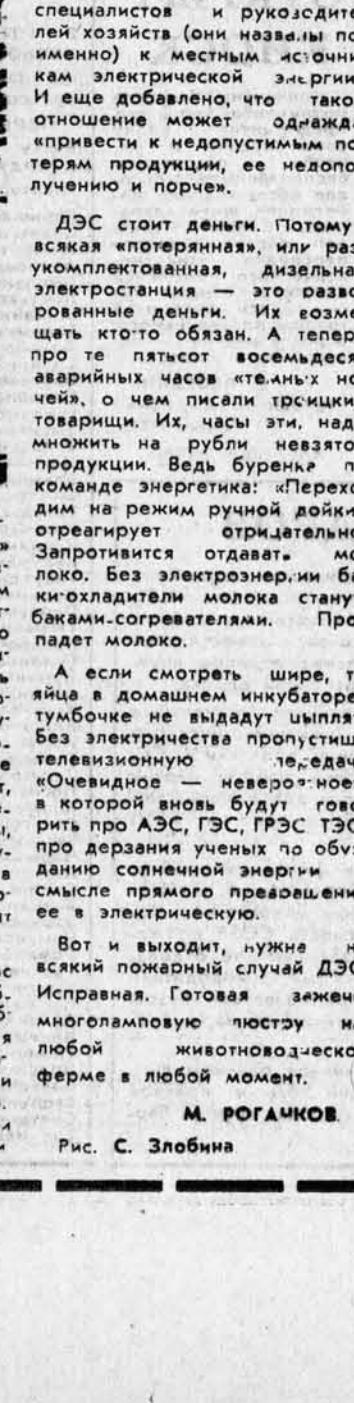 специалистов и руководите
лей хозяйств (они названы по
именно) к местным источни
кам электрической энергии
И еще добавлено, что тако
отношение может однажд
«привести к недопустимым по
терям продукции, ее недопо
лучению и порче».
ДЭС стоит деньги. Потому
всякая «потерянная», или раз
укомплектованная, дизельна
электростанция — это разво
рованные деньги. Их возме
щать кто-то обязан. А тепер
про те пятьсот восемьдеся
аварийных часов «темных но
чей», о чем писали троицки
товарищи. Их, часы эти, над
множить на рубли невзято
продукции. Ведь буренка п
команде энергетика: «Перехо
дим на режим ручной дойки
отреагирует отрицательно
Запротивится отдавать мо
локо. Без электроэнергии ба
ки-охладители молока стану
баками-согревателями. Про
падет молоко.
А если смотреть шире, т
яйца в домашнем инкубаторе
тумбочке не выдадут цыплят
Без электричества пропустиш
телевизионную передач
«Очевидное — невероятное
в которой вновь будут гово
рить про АЭС, ГЭС, ГРЭС ТЭС
про дерзания ученых по обуз
данию солнечной энергии
смысле прямого превращени
ее в электрическую.
Вот и выходит, нужна н
всякий пожарный случай ДЭС
Исправная. Готовая зажечь
многоламповую люстру н
любой животноводческо
ферме в любой момент.
М. РОГАЧКОВ.
Рис. С. Злобина